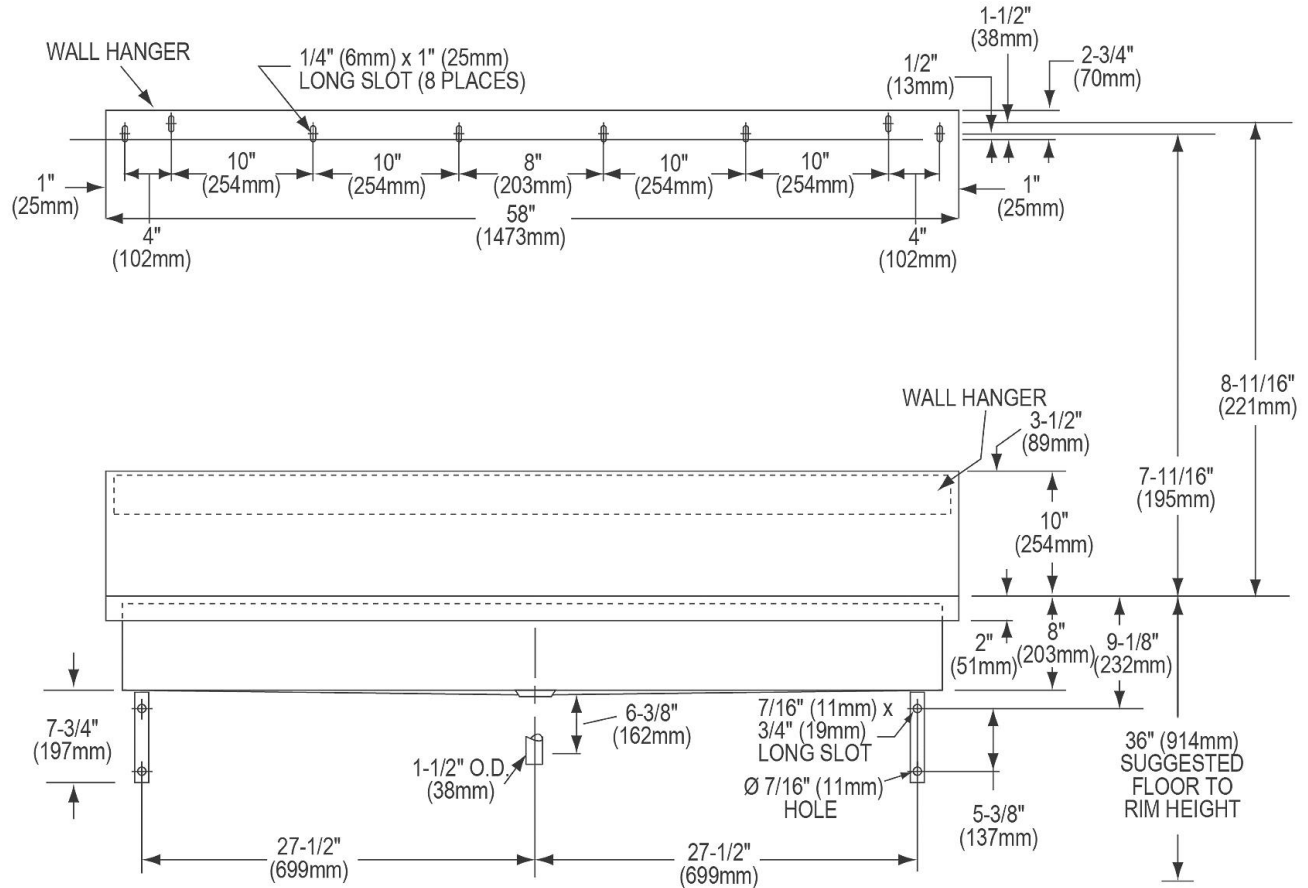 WALL HANGER
1/4" (6mm) x 1" (25mm)
LONG SLOT (8 PLACES)
1-1/2"
(38mm)
1/2"
(13mm)
2-3/4"
(70mm)
1"
(25mm)
10"
(254mm)
10"
(254mm)
8"
(203mm)
10"
(254mm)
10"
(254mm)
1"
(25mm)
4"
(102mm)
58"
(1473mm)
4"
(102mm)
8-11/16"
(221mm)
WALL HANGER
3-1/2"
(89mm)
7-11/16"
(195mm)
10"
(254mm)
2"
(51mm)
8"
(203mm)
9-1/8"
(232mm)
7-3/4"
(197mm)
6-3/8"
(162mm)
7/16" (11mm) x
3/4" (19mm)
LONG SLOT
1-1/2" O.D.
(38mm)
Ø 7/16" (11mm)
HOLE
36" (914mm)
SUGGESTED
FLOOR TO
RIM HEIGHT
5-3/8"
(137mm)
27-1/2"
(699mm)
27-1/2"
(699mm)